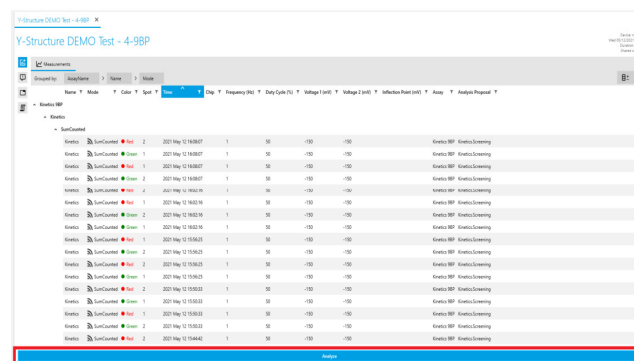 Y-Structure DEMO Test - 4-9BP ×
Y-Structure DEMO Test - 4-9BP
Measurements
Grouped by: AssayName > Name > Mode
Name Mode Color Spot Time Chip Frequency (Hz) Duty Cycle (%) Voltage 1 (mV) Voltage 2 (mV) Inflection Point (mV) Assay Analysis Proposal
Kinetics 9BP
Kinetics
SumCounted
Kinetics SumCounted Red 2 2021 May 12 16:08:07 1 50 -150 -150 Kinetics 9BP Kinetics.Screening
Kinetics SumCounted Green 1 2021 May 12 16:08:07 1 50 -150 -150 Kinetics 9BP Kinetics.Screening
Kinetics SumCounted Red 1 2021 May 12 16:08:07 1 50 -150 -150 Kinetics 9BP Kinetics.Screening
Kinetics SumCounted Green 2 2021 May 12 16:08:07 1 50 -150 -150 Kinetics 9BP Kinetics.Screening
Kinetics SumCounted Red 2 2021 May 12 16:02:16 1 50 -150 -150 Kinetics 9BP Kinetics.Screening
Kinetics SumCounted Red 1 2021 May 12 16:02:16 1 50 -150 -150 Kinetics 9BP Kinetics.Screening
Kinetics SumCounted Green 2 2021 May 12 16:02:16 1 50 -150 -150 Kinetics 9BP Kinetics.Screening
Kinetics SumCounted Green 1 2021 May 12 16:02:16 1 50 -150 -150 Kinetics 9BP Kinetics.Screening
Kinetics SumCounted Red 1 2021 May 12 15:56:25 1 50 -150 -150 Kinetics 9BP Kinetics.Screening
Kinetics SumCounted Green 2 2021 May 12 15:56:25 1 50 -150 -150 Kinetics 9BP Kinetics.Screening
Kinetics SumCounted Red 2 2021 May 12 15:56:25 1 50 -150 -150 Kinetics 9BP Kinetics.Screening
Kinetics SumCounted Green 1 2021 May 12 15:56:25 1 50 -150 -150 Kinetics 9BP Kinetics.Screening
Kinetics SumCounted Red 2 2021 May 12 15:50:33 1 50 -150 -150 Kinetics 9BP Kinetics.Screening
Kinetics SumCounted Green 1 2021 May 12 15:50:33 1 50 -150 -150 Kinetics 9BP Kinetics.Screening
Kinetics SumCounted Red 1 2021 May 12 15:50:33 1 50 -150 -150 Kinetics 9BP Kinetics.Screening
Kinetics SumCounted Green 2 2021 May 12 15:50:33 1 50 -150 -150 Kinetics 9BP Kinetics.Screening
Kinetics SumCounted Red 2 2021 May 12 15:44:42 1 50 -150 -150 Kinetics 9BP Kinetics.Screening
Analyze